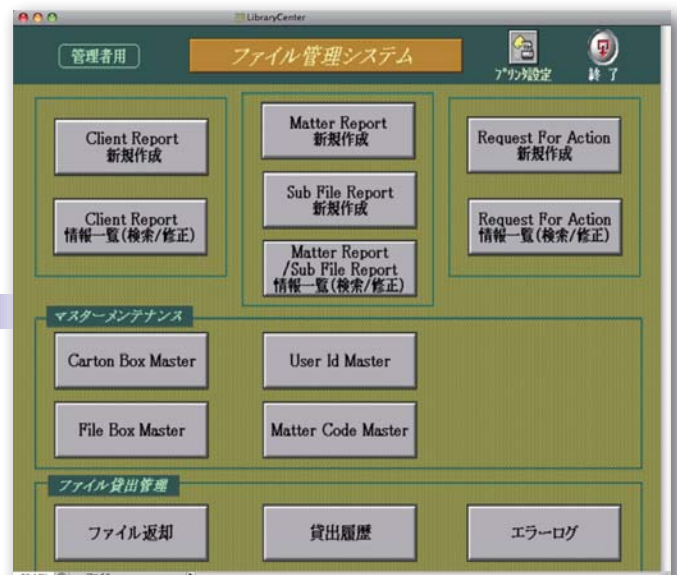 LibraryCenter
管理者用
ファイル管理システム
プリンタ設定
終了
Client Report
新規作成
Client Report
情報一覧(検索/修正)
Matter Report
新規作成
Sub File Report
新規作成
Matter Report
/Sub File Report
情報一覧(検索/修正)
Request For Action
新規作成
Request For Action
情報一覧(検索/修正)
マスターメンテナンス
Carton Box Master
User Id Master
File Box Master
Matter Code Master
ファイル貸出管理
ファイル返却
貸出履歴
エラーログ